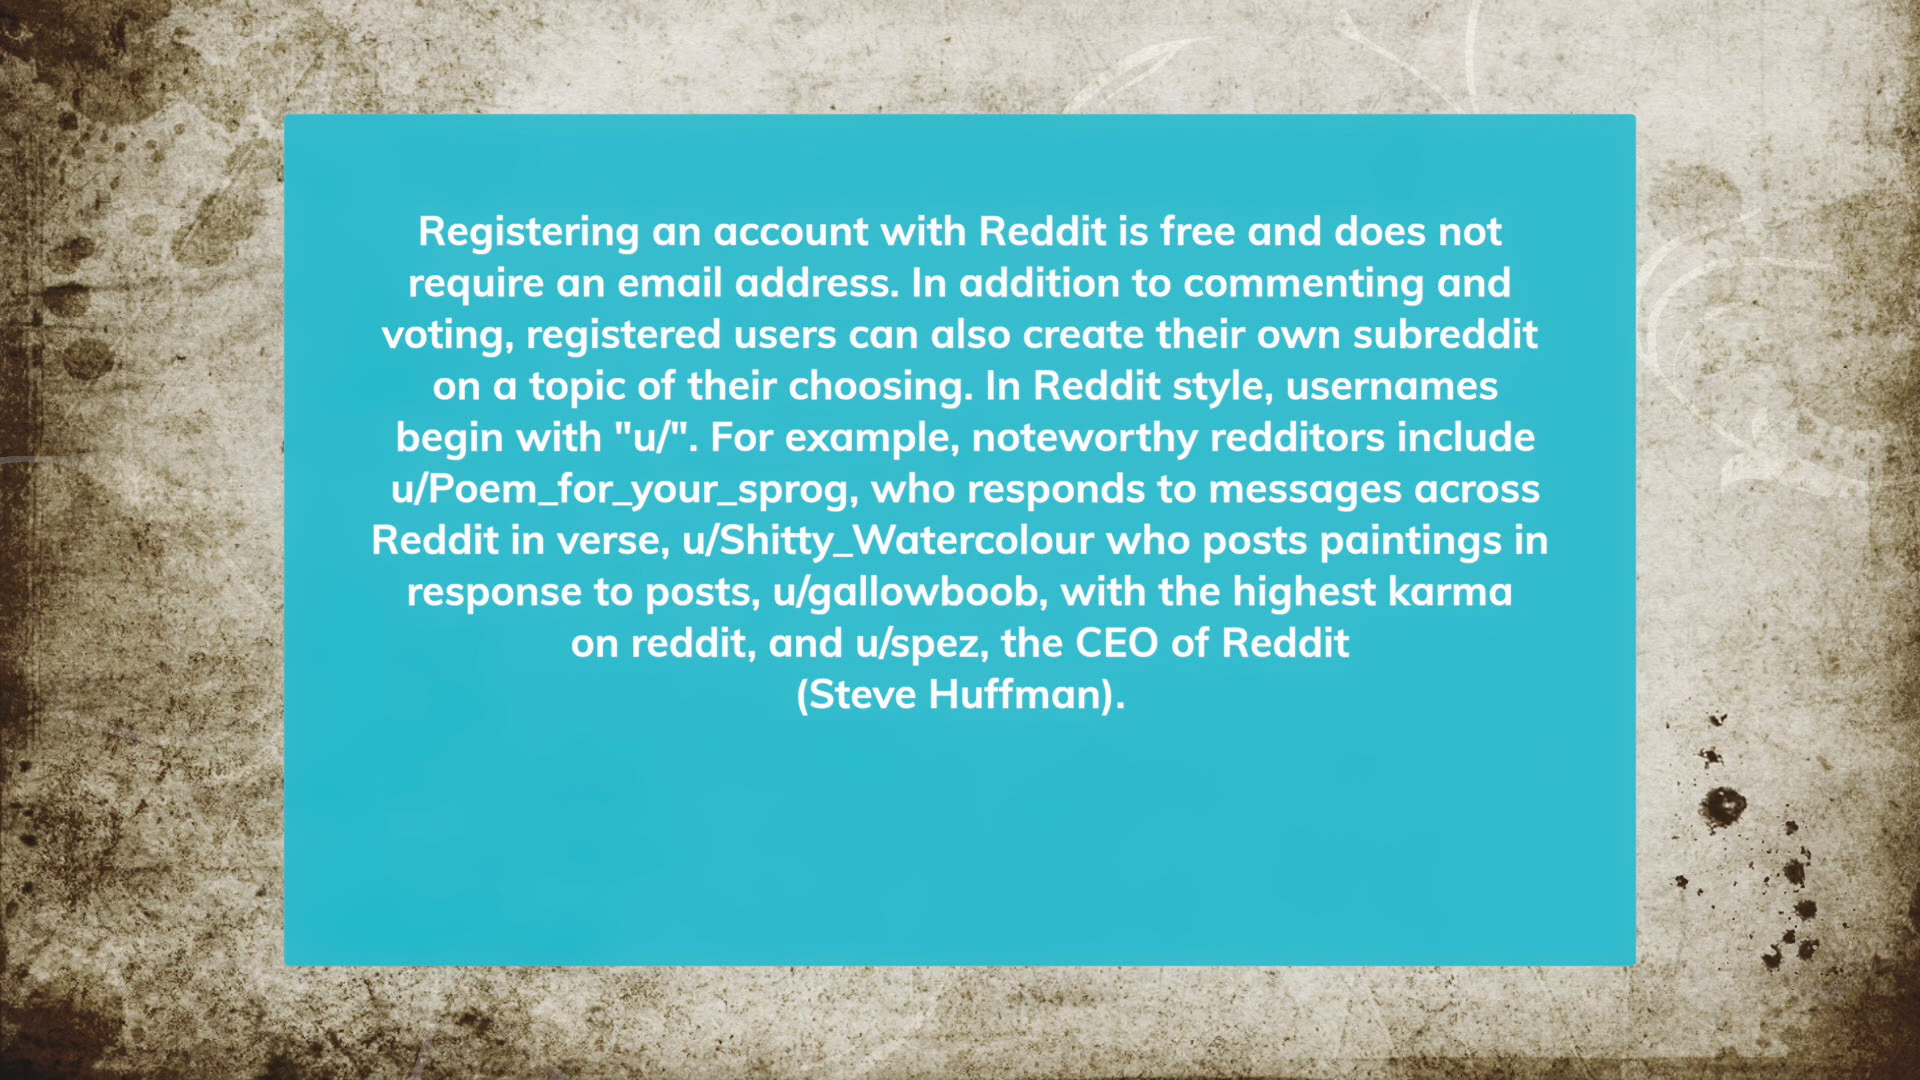 Registering an account with Reddit is free and does not
require an email address. In addition to commenting and
voting, registered users can also create their own subreddit
on a topic of their choosing. In Reddit style, usernames
begin with "u/". For example, noteworthy redditors include
u/Poem_for_your_sprog, who responds to messages across
Reddit in verse, u/Shitty_Watercolour who posts paintings in
response to posts, u/gallowboob, with the highest karma
on reddit, and u/spez, the CEO of Reddit
(Steve Huffman).